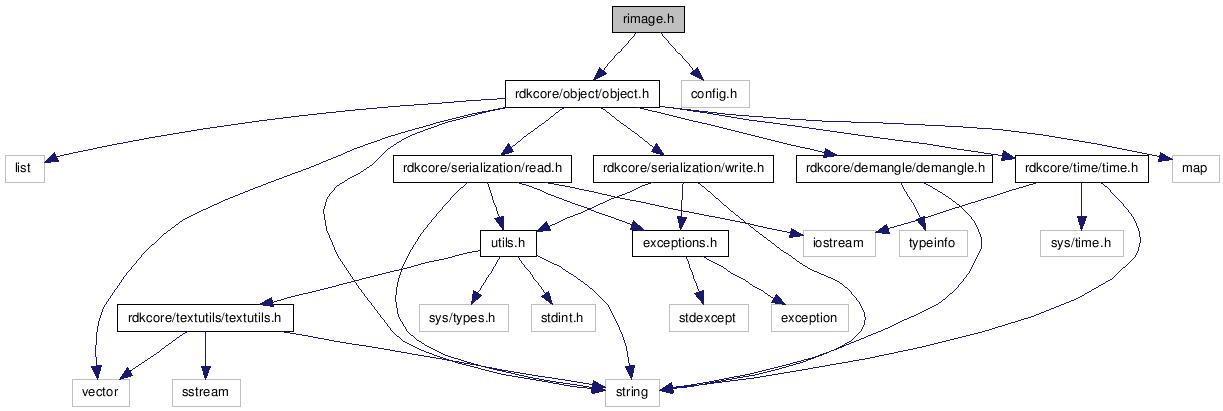 rimage.h
rdkcore/object/object.h
config.h
list
rdkcore/serialization/read.h
rdkcore/serialization/write.h
rdkcore/demangle/demangle.h
rdkcore/time/time.h
map
utils.h
exceptions.h
iostream
typeinfo
sys/time.h
rdkcore/textutils/textutils.h
sys/types.h
stdint.h
stdexcept
exception
vector
sstream
string